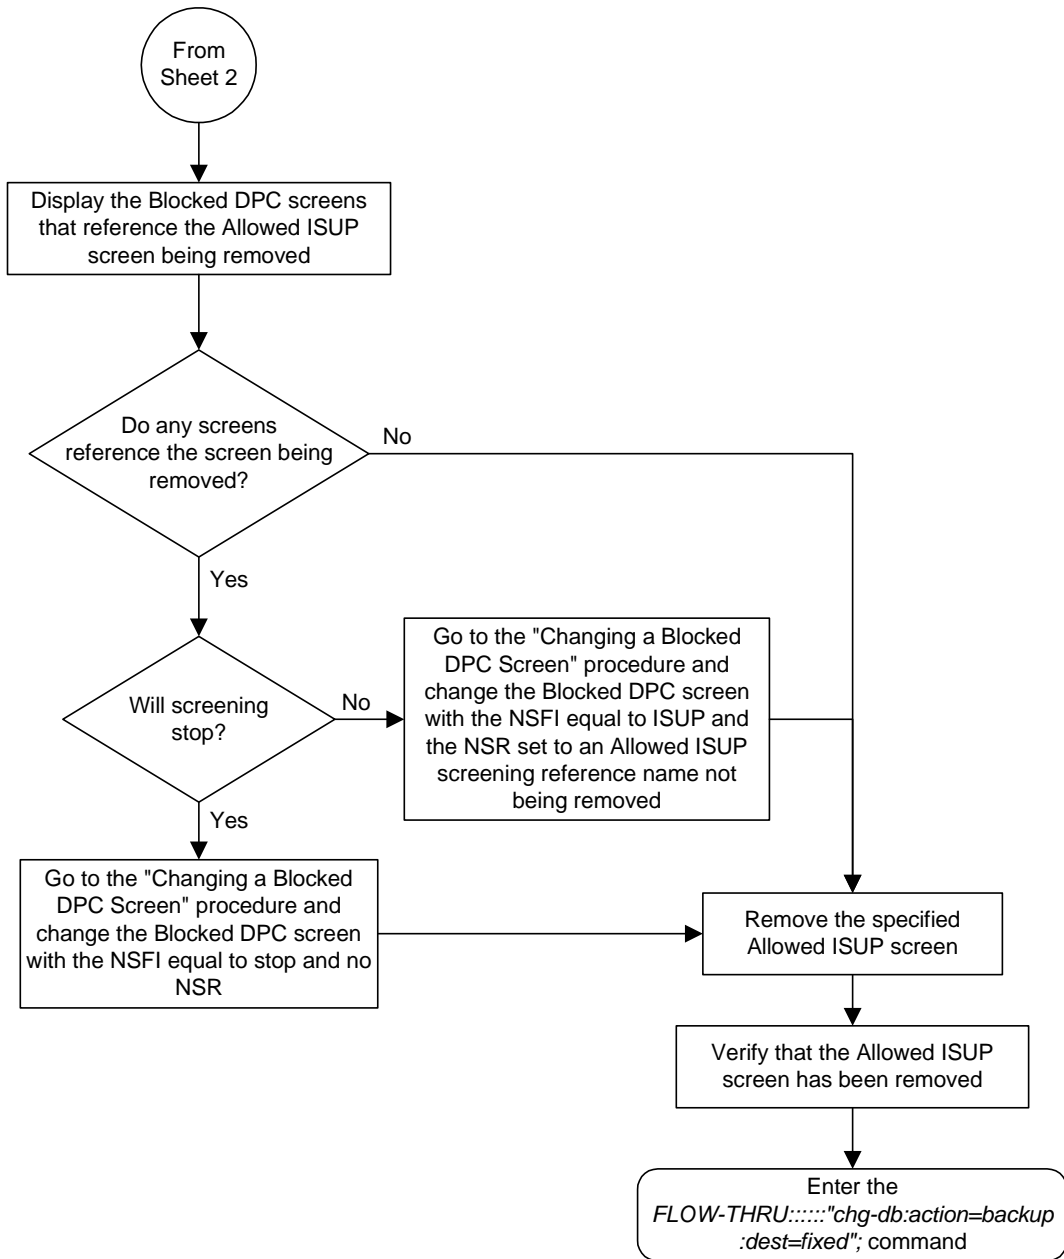 From
Sheet 2
Display the Blocked DPC screens
that reference the Allowed ISUP
screen being removed
Do any screens
reference the screen being
removed?
No
Yes
Will screening
stop?
No
Go to the "Changing a Blocked
DPC Screen" procedure and
change the Blocked DPC screen
with the NSFI equal to ISUP and
the NSR set to an Allowed ISUP
screening reference name not
being removed
Yes
Go to the "Changing a Blocked
DPC Screen" procedure and
change the Blocked DPC screen
with the NSFI equal to stop and no
NSR
Remove the specified
Allowed ISUP screen
Verify that the Allowed ISUP
screen has been removed
Enter the
FLOW-THRU::::::"chg-db:action=backup
:dest=fixed"; command